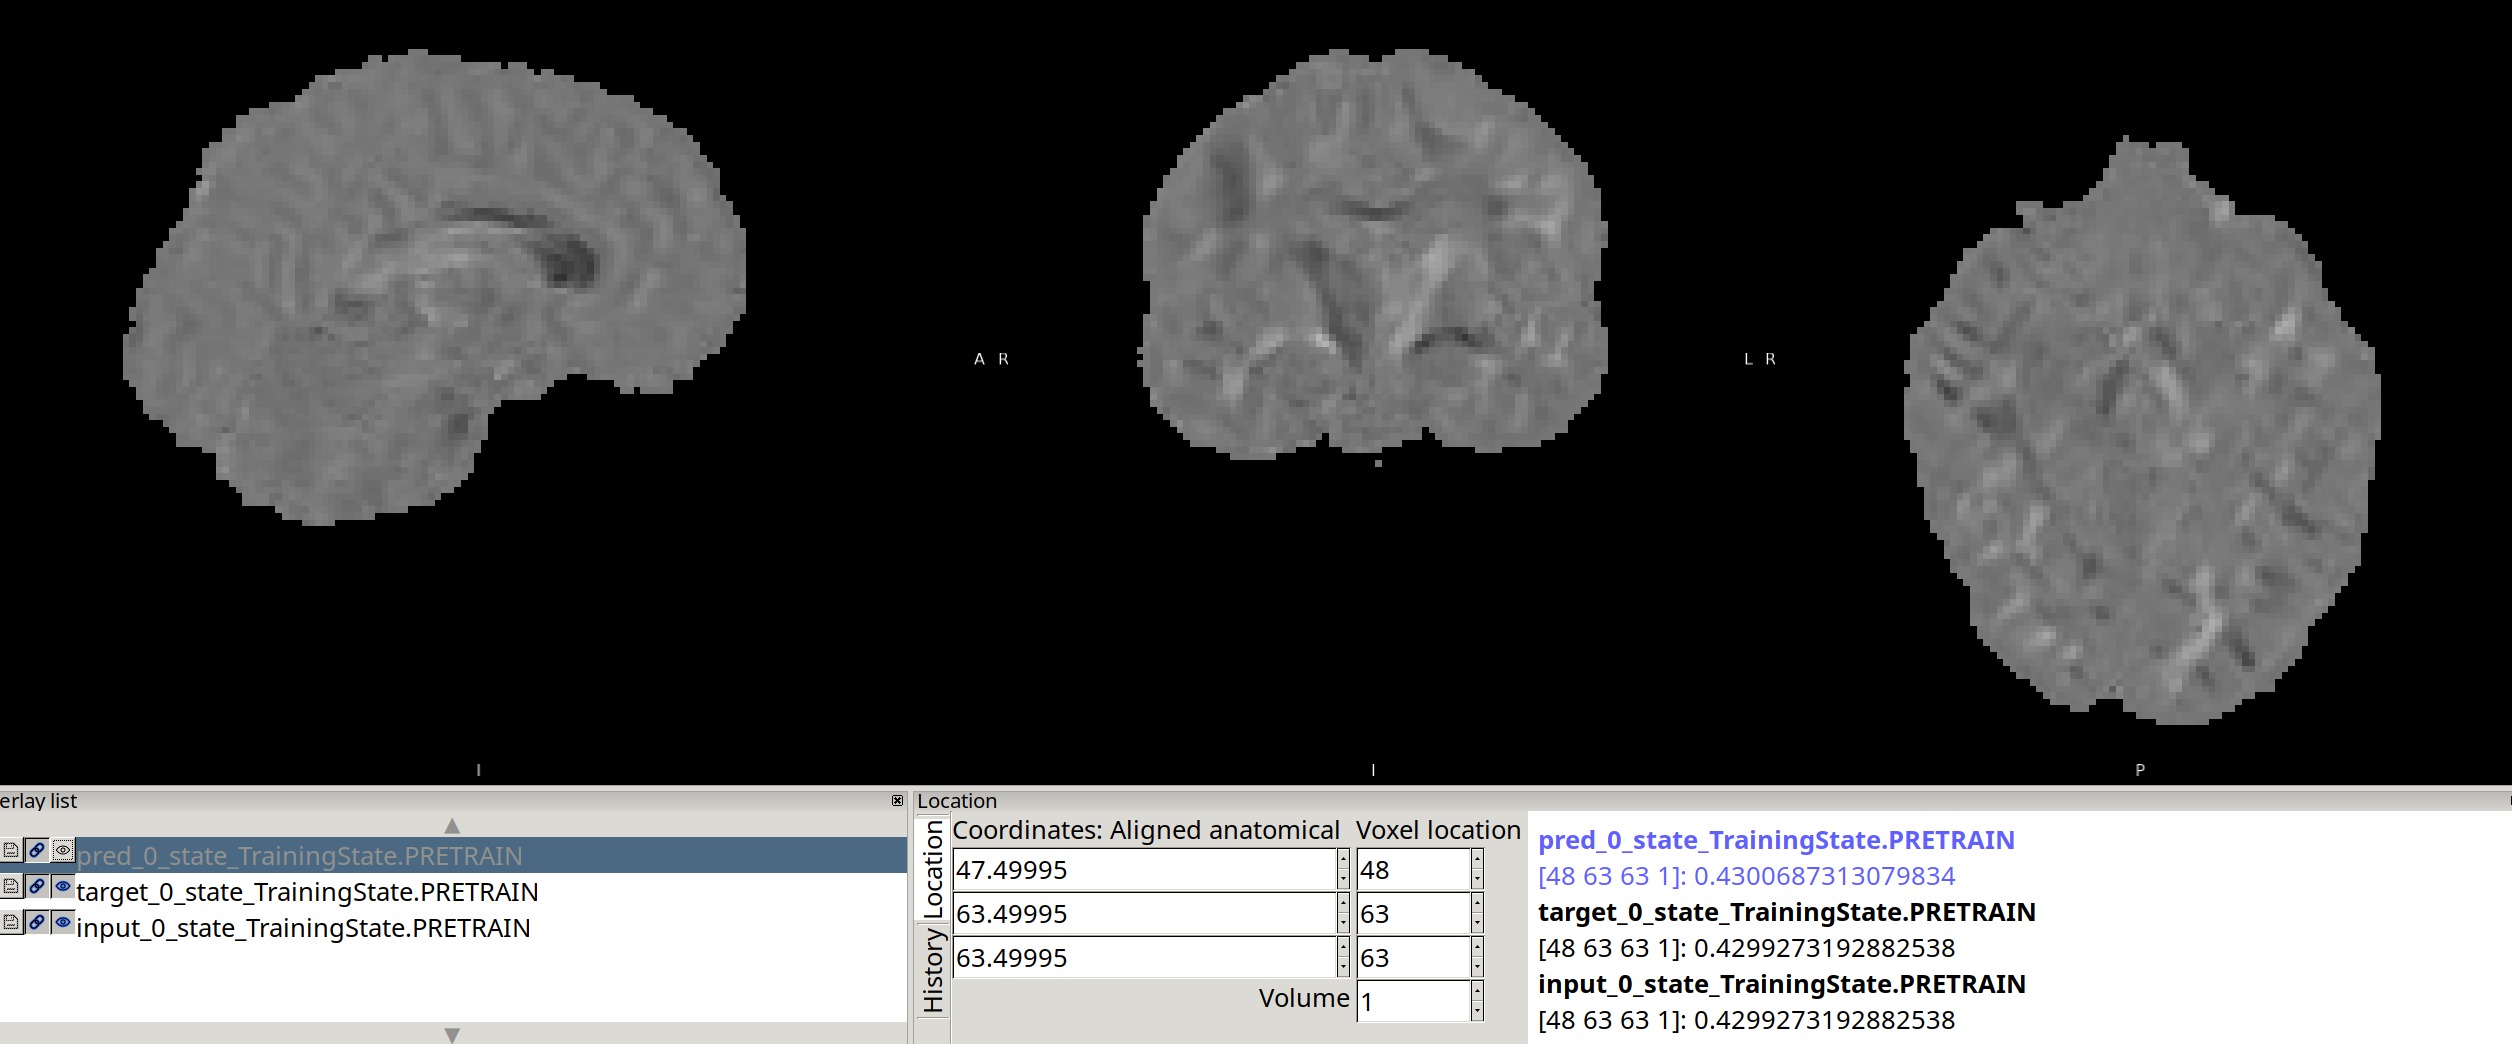 A R
L R
I
I
P
erlay list
pred_0_state_TrainingState.PRETRAIN
target_0_state_TrainingState.PRETRAIN
input_0_state_TrainingState.PRETRAIN
Location
Location
History
Coordinates: Aligned anatomical
Voxel location
47.49995
48
63.49995
63
63.49995
63
Volume
1
pred_0_state_TrainingState.PRETRAIN
[48 63 63 1]: 0.4300687313079834
target_0_state_TrainingState.PRETRAIN
[48 63 63 1]: 0.4299273192882538
input_0_state_TrainingState.PRETRAIN
[48 63 63 1]: 0.4299273192882538